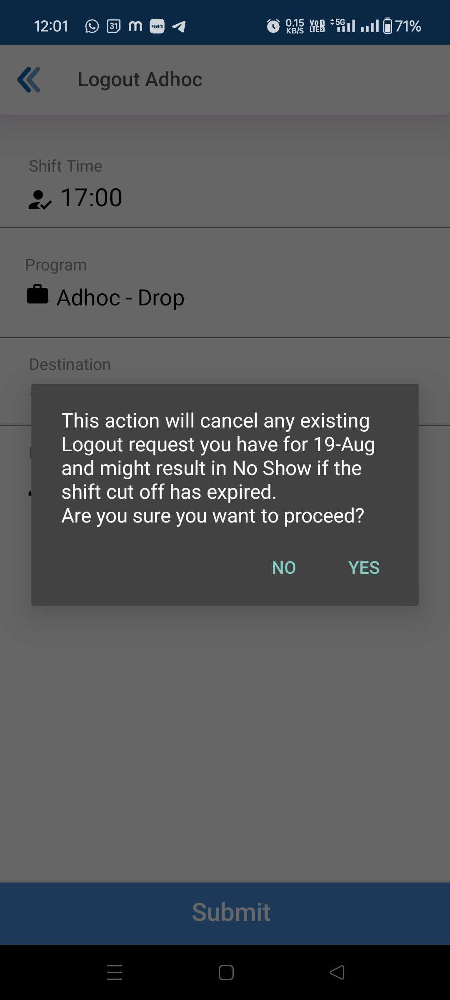 12:01 31 m paytm 0.15 KB/S VoD LTE2 5G 71%
Logout Adhoc
Shift Time
17:00
Program
Adhoc - Drop
Destination
This action will cancel any existing
Logout request you have for 19-Aug
and might result in No Show if the
shift cut off has expired.
Are you sure you want to proceed?
NO YES
Submit